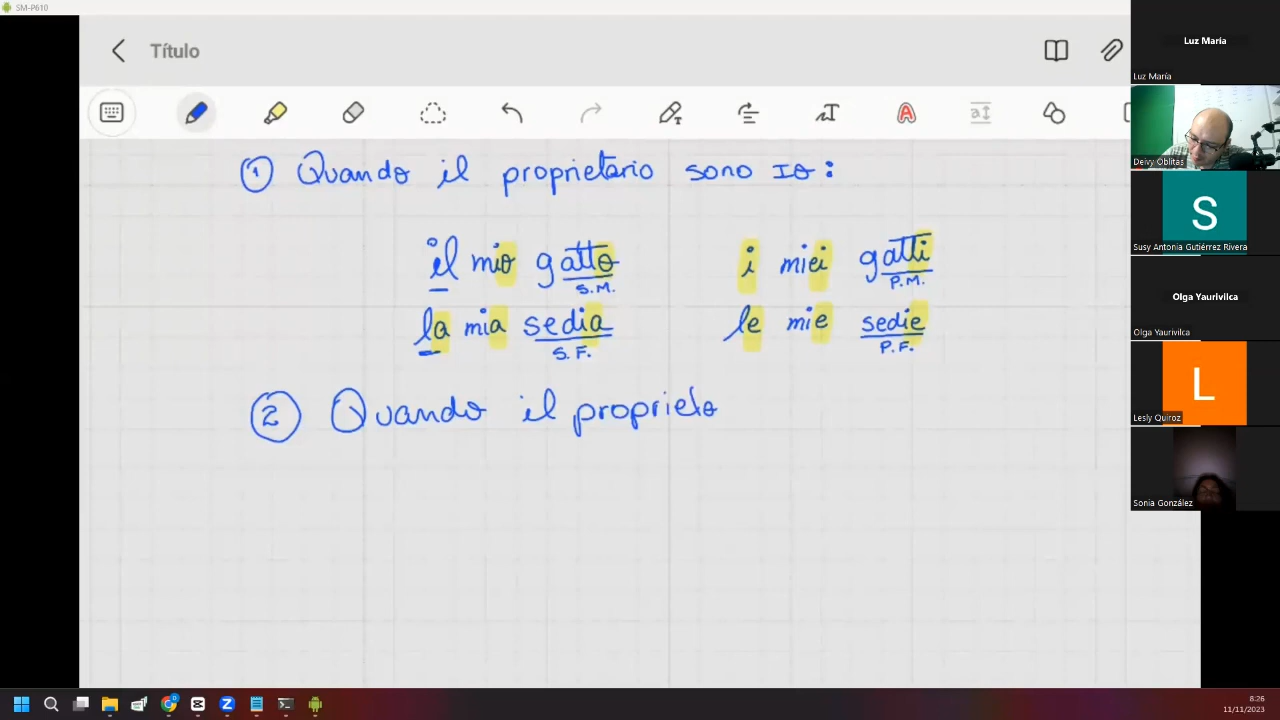 SM-P610
Título
Luz María
Luz María
Deivy Oblitas
S
Susy Antonia Gutiérrez Rivera
Olga Yaurivilca
Olga Yaurivilca
L
Lesly Quiroz
Sonia González
① Quando il proprietario sono Io:
il mio gatto i miei gatti
S.M. P.M.
la mia sedia le mie sedie
S.F. P.F.
② Quando il proprieta
8:26
11/11/2023